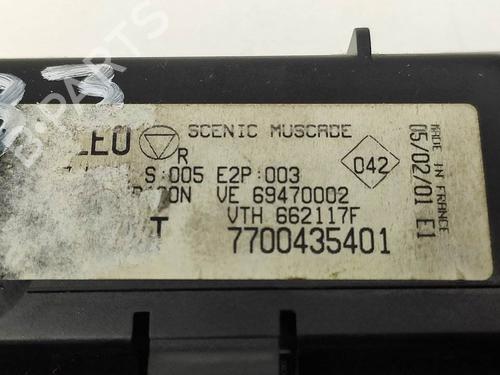 B-PARTS
LEO R SCENIC MUSCADE
S:005 E2P:003
ON VE 69470002
VTH 662117F
T 7700435401
042
05/02/01 E1
MADE IN FRANCE